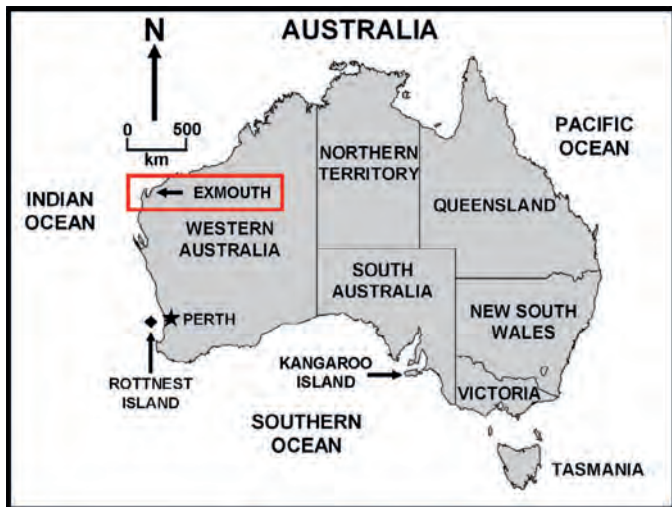 N
AUSTRALIA
0 500
km
PACIFIC
OCEAN
NORTHERN
TERRITORY
INDIAN
OCEAN
EXMOUTH
QUEENSLAND
WESTERN
AUSTRALIA
SOUTH
AUSTRALIA
NEW SOUTH
WALES
PERTH
ROTTNEST
ISLAND
KANGAROO
ISLAND
VICTORIA
SOUTHERN
OCEAN
TASMANIA